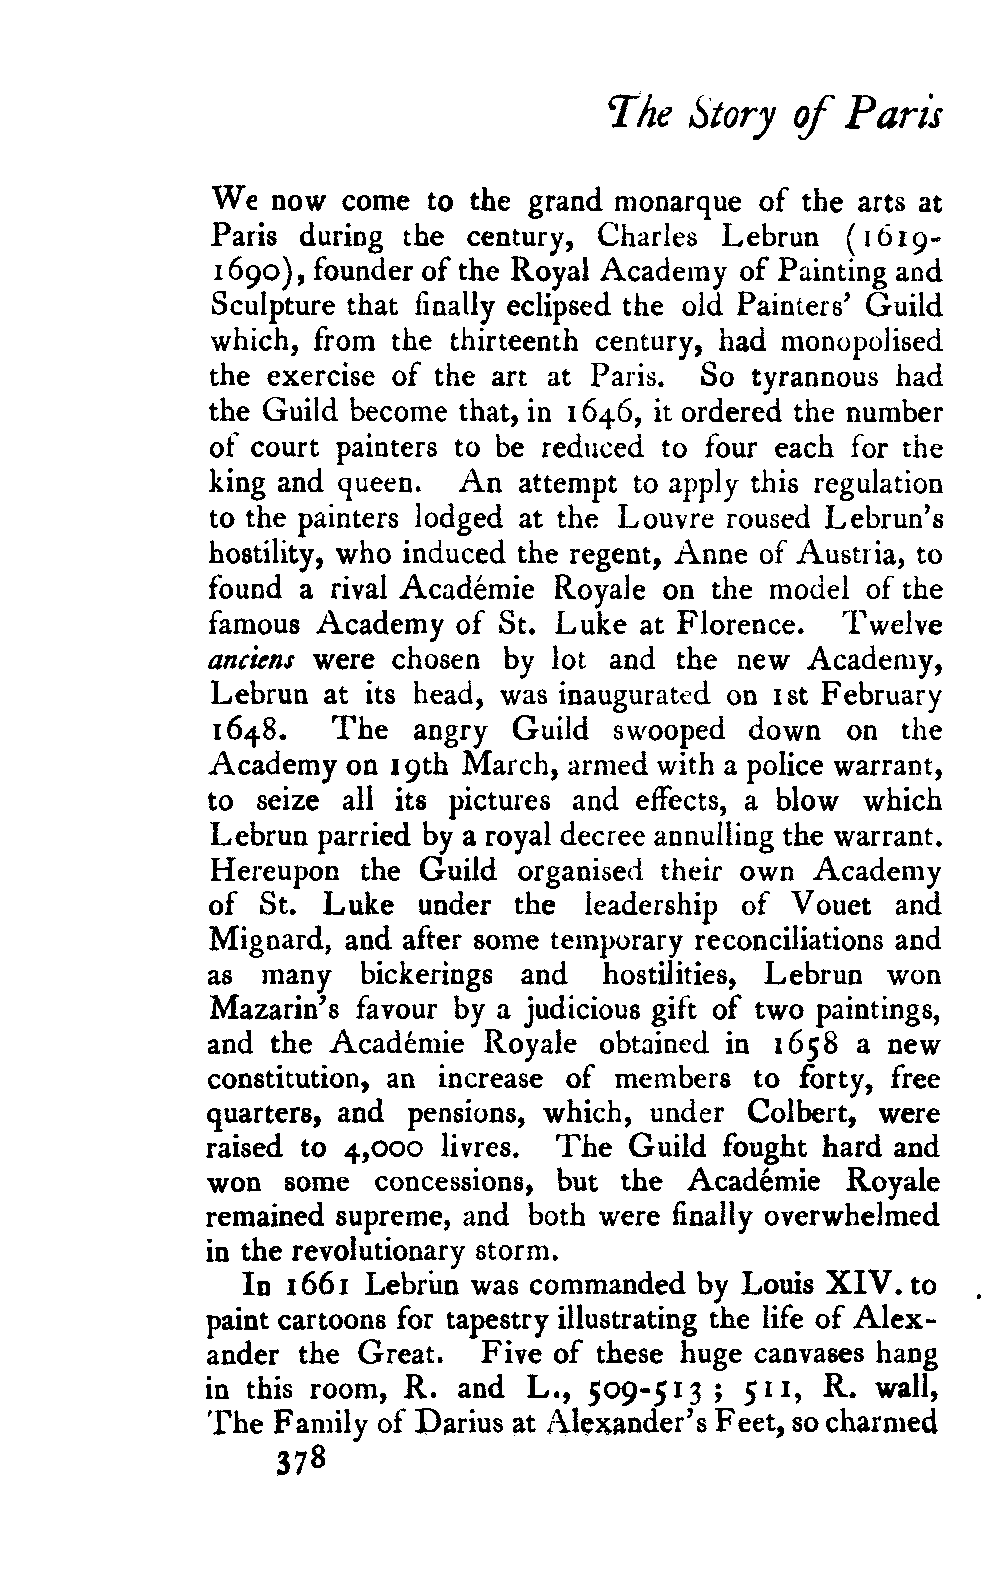 The Story of Paris
We now come to the grand monarque of the arts at
Paris during the century, Charles Lebrun (1619-
1690), founder of the Royal Academy of Painting and
Sculpture that finally eclipsed the old Painters' Guild
which, from the thirteenth century, had monopolised
the exercise of the art at Paris. So tyrannous had
the Guild become that, in 1646, it ordered the number
of court painters to be reduced to four each for the
king and queen. An attempt to apply this regulation
to the painters lodged at the Louvre roused Lebrun's
hostility, who induced the regent, Anne of Austria, to
found a rival Académie Royale on the model of the
famous Academy of St. Luke at Florence. Twelve
anciens were chosen by lot and the new Academy,
Lebrun at its head, was inaugurated on 1st February
1648. The angry Guild swooped down on the
Academy on 19th March, armed with a police warrant,
to seize all its pictures and effects, a blow which
Lebrun parried by a royal decree annulling the warrant.
Hereupon the Guild organised their own Academy
of St. Luke under the leadership of Vouet and
Mignard, and after some temporary reconciliations and
as many bickerings and hostilities, Lebrun won
Mazarin's favour by a judicious gift of two paintings,
and the Académie Royale obtained in 1658 a new
constitution, an increase of members to forty, free
quarters, and pensions, which, under Colbert, were
raised to 4,000 livres. The Guild fought hard and
won some concessions, but the Académie Royale
remained supreme, and both were finally overwhelmed
in the revolutionary storm.
In 1661 Lebrun was commanded by Louis XIV. to
paint cartoons for tapestry illustrating the life of Alex-
ander the Great. Five of these huge canvases hang
in this room, R. and L., 509-513; 511, R. wall,
The Family of Darius at Alexander's Feet, so charmed
378